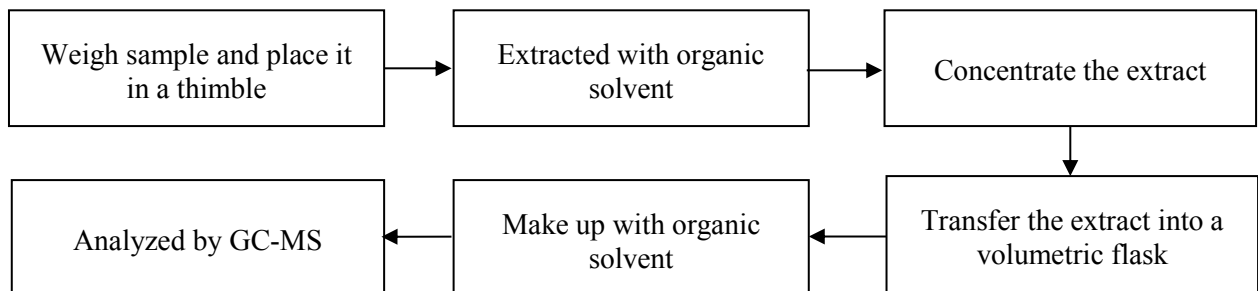 Weigh sample and place it
in a thimble
Extracted with organic
solvent
Concentrate the extract
Transfer the extract into a
volumetric flask
Make up with organic
solvent
Analyzed by GC-MS